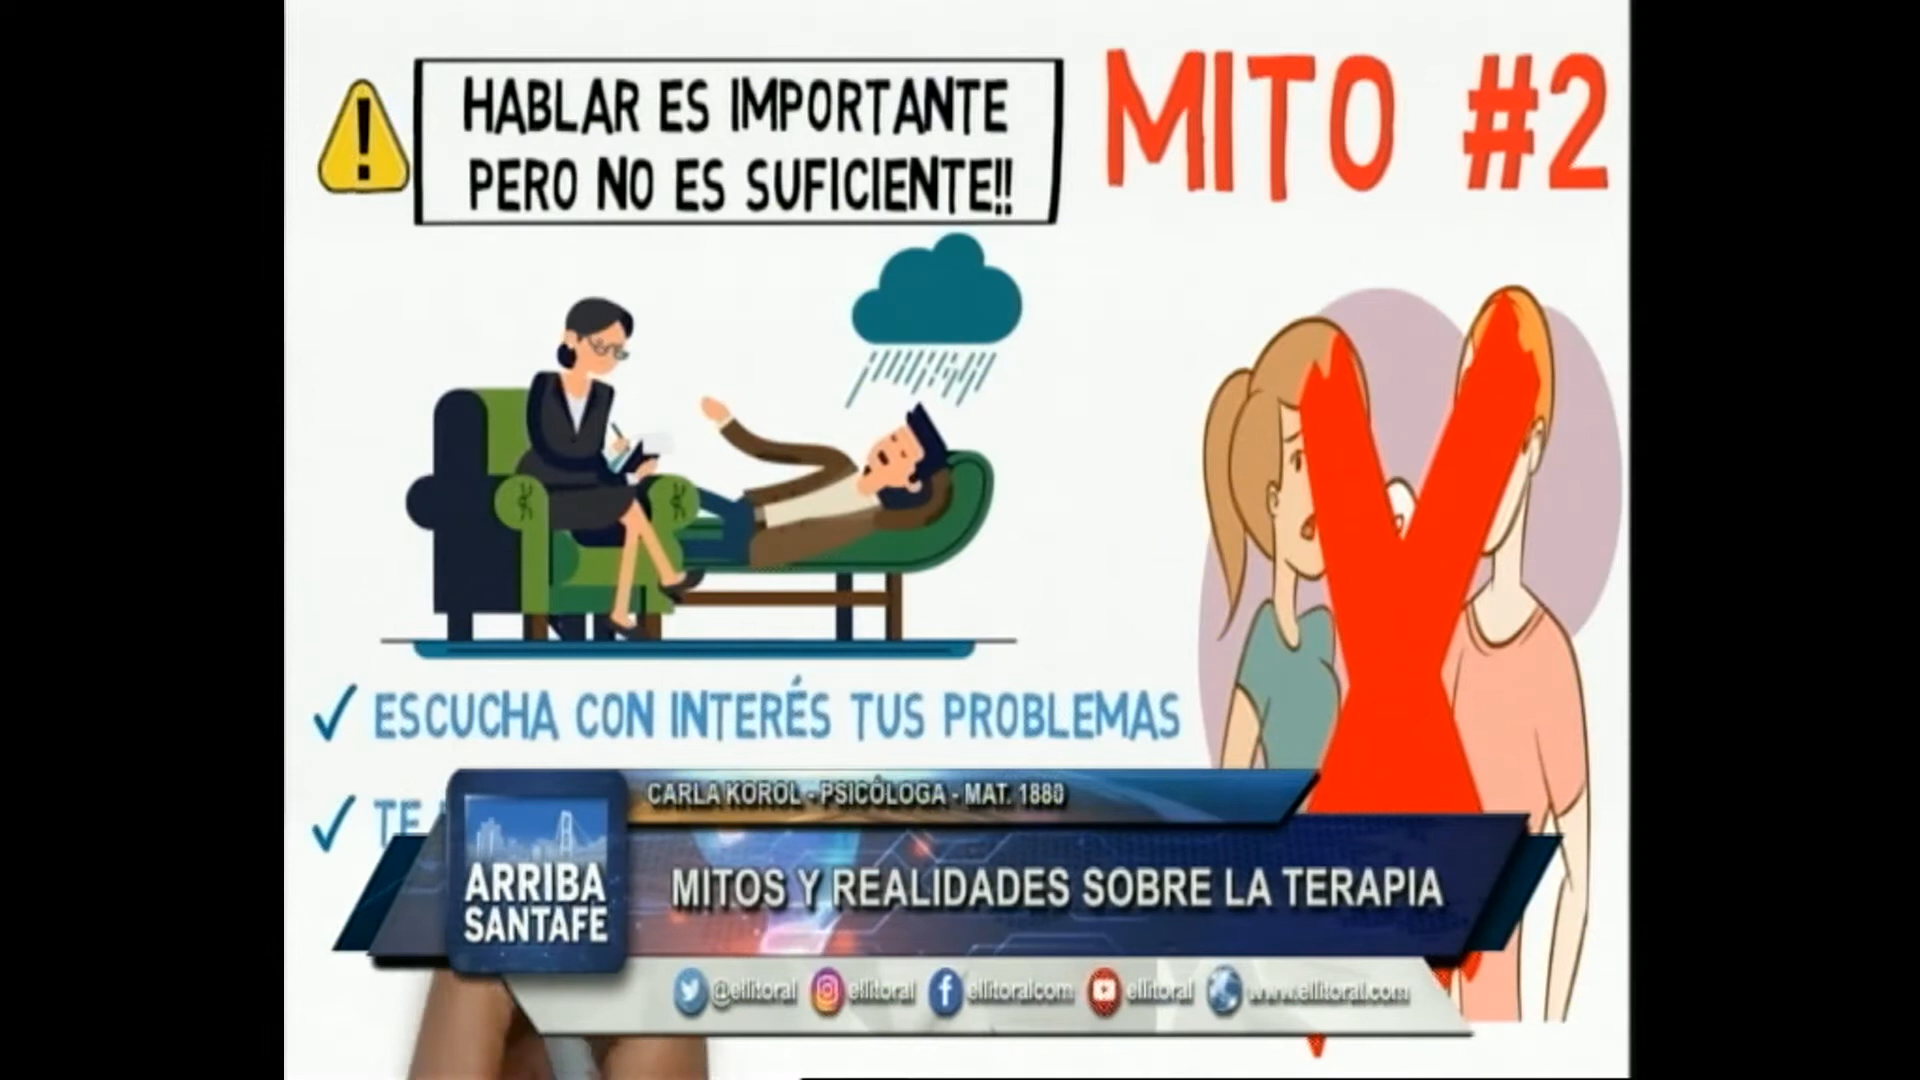 HABLAR ES IMPORTANTE
PERO NO ES SUFICIENTE!!
MITO #2
ESCUCHA CON INTERÉS TUS PROBLEMAS
TE
CARLA KOROL - PSICÓLOGA - MAT. 1880
MITOS Y REALIDADES SOBRE LA TERAPIA
ARRIBA
SANTAFE
@ellitoral ellitoral ellitoralcom ellitoral www.ellitoral.com